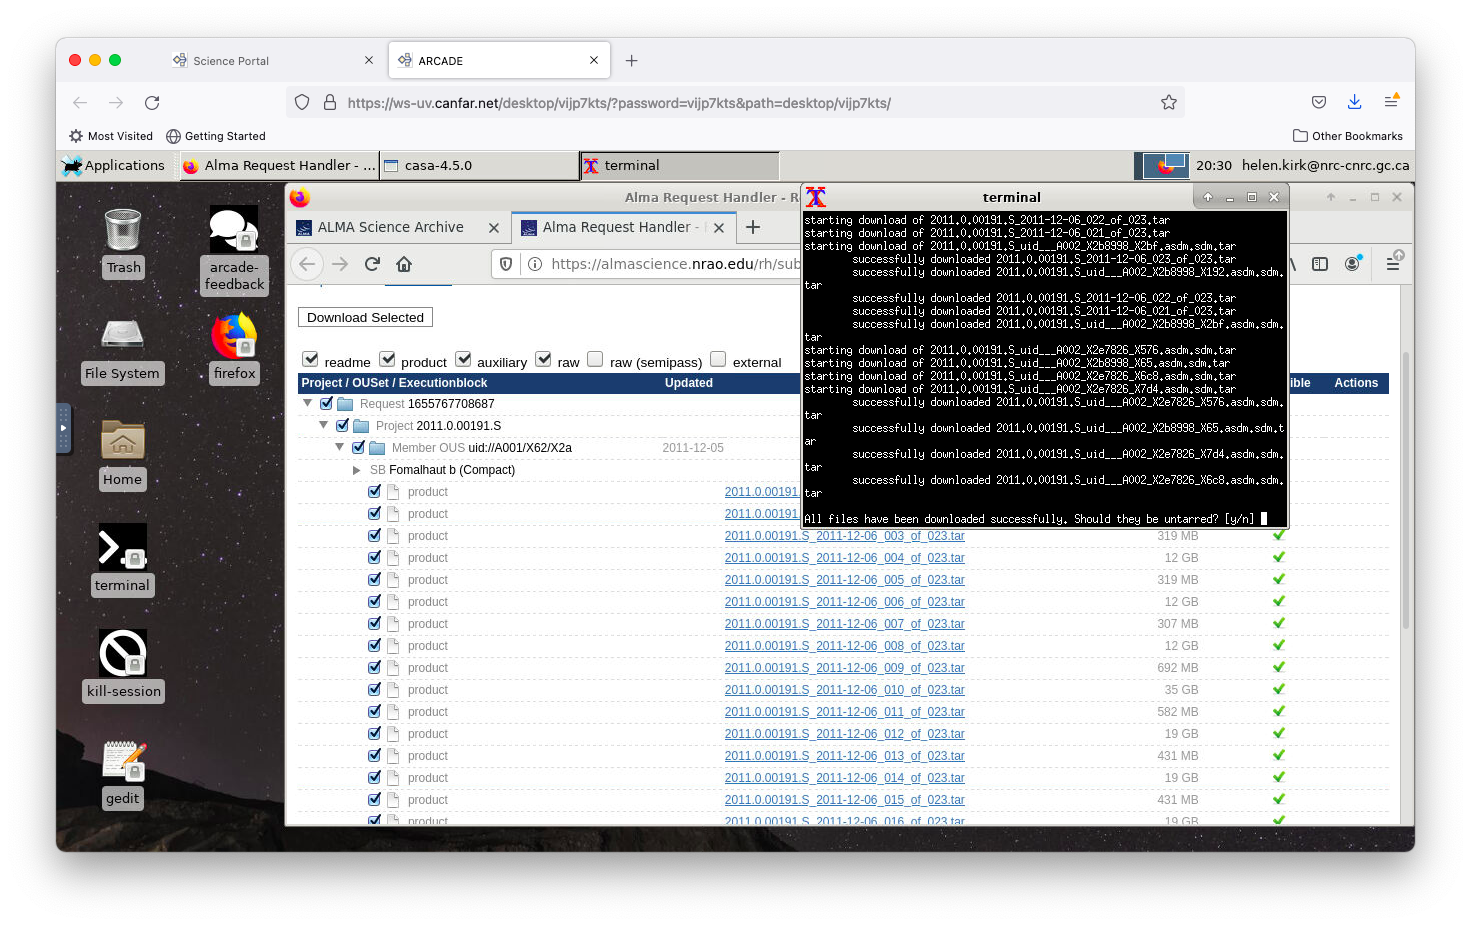 Science Portal
ARCADE
https://ws-uv.canfar.net/desktop/vijp7kts/?password=vijp7kts&path=desktop/vijp7kts/
Most Visited
Getting Started
Other Bookmarks
Applications
Alma Request Handler - ...
casa-4.5.0
terminal
20:30
helen.kirk@nrc-cnrc.gc.ca
Trash
arcade-
feedback
File System
firefox
Home
terminal
kill-session
gedit
Alma Request Handler - R
ALMA Science Archive
Alma Request Handler -
https://almascience.nrao.edu/rh/sub
Download Selected
readme
product
auxiliary
raw
raw (semipass)
external
Project / OUSet / Executionblock
Updated
ible
Actions
Request 1655767708687
Project 2011.0.00191.S
Member OUS uid://A001/X62/X2a
2011-12-05
SB Fomalhaut b (Compact)
product 2011.0.00191.
product 2011.0.00191.
product 2011.0.00191.S_2011-12-06_003_of_023.tar 319 MB
product 2011.0.00191.S_2011-12-06_004_of_023.tar 12 GB
product 2011.0.00191.S_2011-12-06_005_of_023.tar 319 MB
product 2011.0.00191.S_2011-12-06_006_of_023.tar 12 GB
product 2011.0.00191.S_2011-12-06_007_of_023.tar 307 MB
product 2011.0.00191.S_2011-12-06_008_of_023.tar 12 GB
product 2011.0.00191.S_2011-12-06_009_of_023.tar 692 MB
product 2011.0.00191.S_2011-12-06_010_of_023.tar 35 GB
product 2011.0.00191.S_2011-12-06_011_of_023.tar 582 MB
product 2011.0.00191.S_2011-12-06_012_of_023.tar 19 GB
product 2011.0.00191.S_2011-12-06_013_of_023.tar 431 MB
product 2011.0.00191.S_2011-12-06_014_of_023.tar 19 GB
product 2011.0.00191.S_2011-12-06_015_of_023.tar 431 MB
product 2011.0.00191.S_2011-12-06_016_of_023.tar 19 GB
terminal
starting download of 2011.0.00191.S_2011-12-06_022_of_023.tar
starting download of 2011.0.00191.S_2011-12-06_021_of_023.tar
starting download of 2011.0.00191.S_uid___A002_X2b8998_X2bf.asdm.sdm.tar
successfully downloaded 2011.0.00191.S_2011-12-06_023_of_023.tar
successfully downloaded 2011.0.00191.S_uid___A002_X2b8998_X192.asdm.sdm.
tar
successfully downloaded 2011.0.00191.S_2011-12-06_022_of_023.tar
successfully downloaded 2011.0.00191.S_2011-12-06_021_of_023.tar
successfully downloaded 2011.0.00191.S_uid___A002_X2b8998_X2bf.asdm.sdm.
tar
starting download of 2011.0.00191.S_uid___A002_X2e7826_X576.asdm.sdm.tar
starting download of 2011.0.00191.S_uid___A002_X2b8998_X65.asdm.sdm.tar
starting download of 2011.0.00191.S_uid___A002_X2e7826_X6c8.asdm.sdm.tar
starting download of 2011.0.00191.S_uid___A002_X2e7826_X7d4.asdm.sdm.tar
successfully downloaded 2011.0.00191.S_uid___A002_X2e7826_X576.asdm.sdm.
tar
successfully downloaded 2011.0.00191.S_uid___A002_X2b8998_X65.asdm.sdm.t
ar
successfully downloaded 2011.0.00191.S_uid___A002_X2e7826_X7d4.asdm.sdm.
tar
successfully downloaded 2011.0.00191.S_uid___A002_X2e7826_X6c8.asdm.sdm.
tar
All files have been downloaded successfully. Should they be untarred? [y/n]